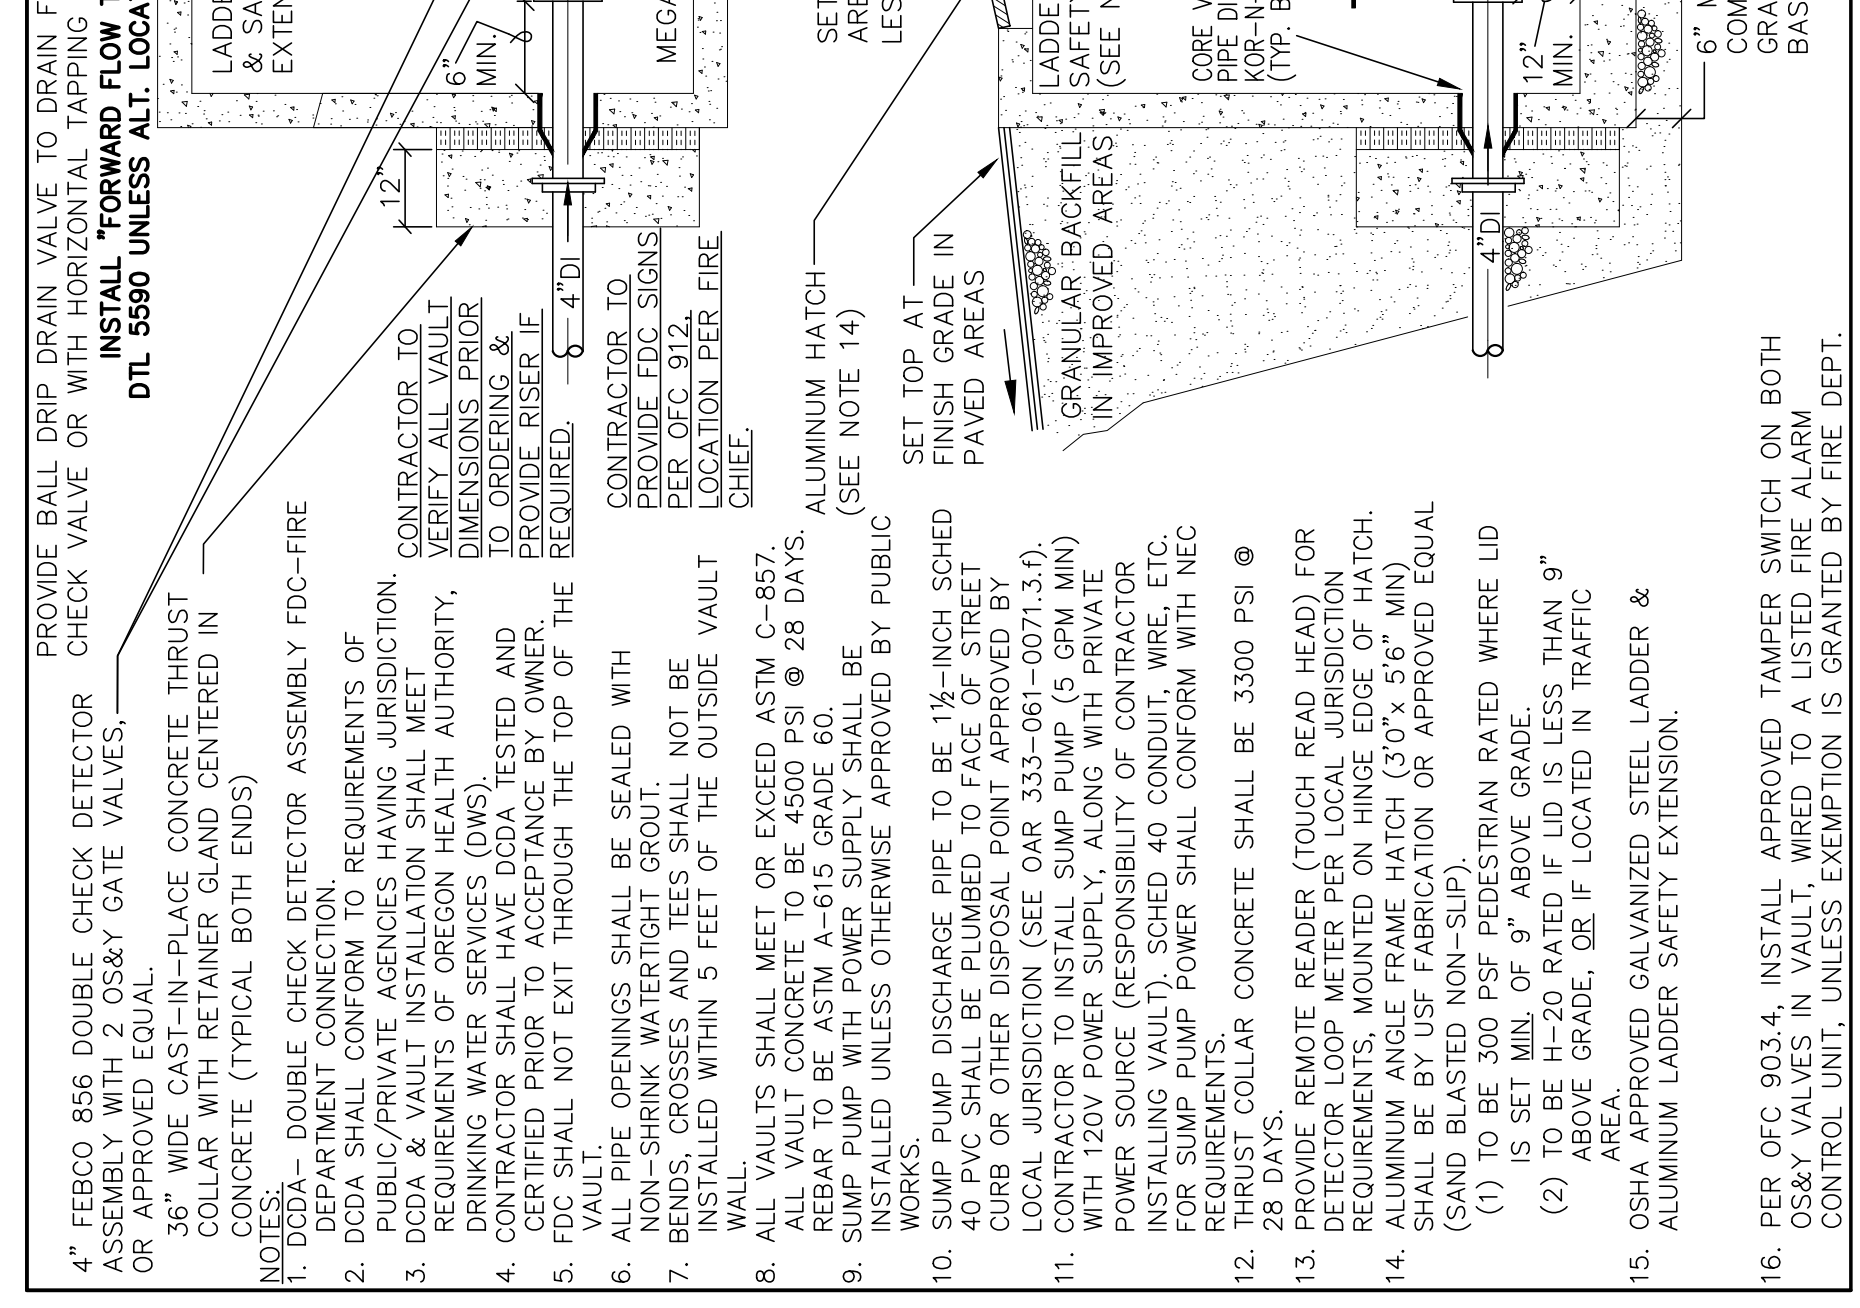 PROVIDE BALL DRIP DRAIN VALVE TO DRAIN
CHECK VALVE OR WITH HORIZONTAL TAPPING
INSTALL "FORWARD FLOW
DTL 5590 UNLESS ALT.
4" FEBCO 856 DOUBLE CHECK DETECTOR
ASSEMBLY WITH 2 OS&Y GATE VALVES,
OR APPROVED EQUAL.
36" WIDE CAST-IN-PLACE CONCRETE THRUST
COLLAR WITH RETAINER GLAND CENTERED IN
CONCRETE (TYPICAL BOTH ENDS)
NOTES:
1. DCDA- DOUBLE CHECK DETECTOR ASSEMBLY FDC-FIRE
DEPARTMENT CONNECTION.
2. DCDA SHALL CONFORM TO REQUIREMENTS OF
PUBLIC/PRIVATE AGENCIES HAVING JURISDICTION.
3. DCDA & VAULT INSTALLATION SHALL MEET
REQUIREMENTS OF OREGON HEALTH AUTHORITY,
DRINKING WATER SERVICES (DWS).
4. CONTRACTOR SHALL HAVE DCDA TESTED AND
CERTIFIED PRIOR TO ACCEPTANCE BY OWNER.
5. FDC SHALL NOT EXIT THROUGH THE TOP OF THE
VAULT.
6. ALL PIPE OPENINGS SHALL BE SEALED WITH
NON-SHRINK WATERTIGHT GROUT.
7. BENDS, CROSSES AND TEES SHALL NOT BE
INSTALLED WITHIN 5 FEET OF THE OUTSIDE VAULT
WALL.
8. ALL VAULTS SHALL MEET OR EXCEED ASTM C-857.
ALL VAULT CONCRETE TO BE 4500 PSI @ 28 DAYS.
REBAR TO BE ASTM A-615 GRADE 60.
9. SUMP PUMP WITH POWER SUPPLY SHALL BE
INSTALLED UNLESS OTHERWISE APPROVED BY PUBLIC
WORKS.
10. SUMP PUMP DISCHARGE PIPE TO BE 1½-INCH SCHED
40 PVC SHALL BE PLUMBED TO FACE OF STREET
CURB OR OTHER DISPOSAL POINT APPROVED BY
LOCAL JURISDICTION (SEE OAR 333-061-0071.3.f).
11. CONTRACTOR TO INSTALL SUMP PUMP (5 GPM MIN)
WITH 120V POWER SUPPLY, ALONG WITH PRIVATE
POWER SOURCE (RESPONSIBILITY OF CONTRACTOR
INSTALLING VAULT). SCHED 40 CONDUIT, WIRE, ETC.
FOR SUMP PUMP POWER SHALL CONFORM WITH NEC
REQUIREMENTS.
12. THRUST COLLAR CONCRETE SHALL BE 3300 PSI @
28 DAYS.
13. PROVIDE REMOTE READER (TOUCH READ HEAD) FOR
DETECTOR LOOP METER PER LOCAL JURISDICTION
REQUIREMENTS, MOUNTED ON HINGE EDGE OF HATCH.
14. ALUMINUM ANGLE FRAME HATCH (3'0"x 5'6" MIN)
SHALL BE BY USF FABRICATION OR APPROVED EQUAL
(SAND BLASTED NON-SLIP).
(1) TO BE 300 PSF PEDESTRIAN RATED WHERE LID
IS SET MIN. OF 9" ABOVE GRADE.
(2) TO BE H-20 RATED IF LID IS LESS THAN 9"
ABOVE GRADE, OR IF LOCATED IN TRAFFIC
AREA.
15. OSHA APPROVED GALVANIZED STEEL LADDER &
ALUMINUM LADDER SAFETY EXTENSION.
16. PER OFC 903.4, INSTALL APPROVED TAMPER SWITCH ON BOTH
OS&Y VALVES IN VAULT, WIRED TO A LISTED FIRE ALARM
CONTROL UNIT, UNLESS EXEMPTION IS GRANTED BY FIRE DEPT.
CONTRACTOR TO
VERIFY ALL VAULT
DIMENSIONS PRIOR
TO ORDERING &
PROVIDE RISER IF
REQUIRED.
CONTRACTOR TO
PROVIDE FDC SIGNS
PER OFC 912,
LOCATION PER FIRE
CHIEF.
12"
4"DI
& SA
6"
MIN.
ALUMINUM HATCH
(SEE NOTE 14)
SET TOP AT
FINISH GRADE IN
PAVED AREAS
GRANULAR BACKFILL
IN IMPROVED AREAS
SET
SAFETY
(SEE
CORE
PIPE
KOR-N-
(TYP.
4"DI
12"
MIN.
6"